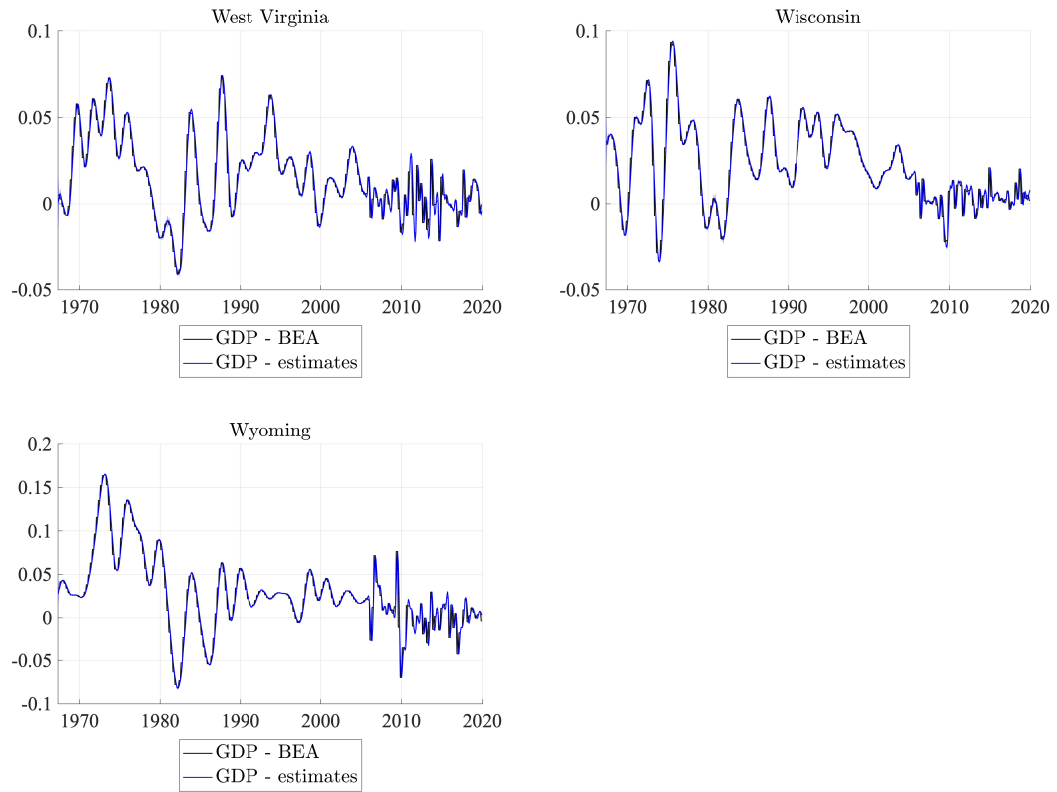 West Virginia
0.1
0.05
0
-0.05
1970 1980 1990 2000 2010 2020
GDP - BEA
GDP - estimates
Wisconsin
0.1
0.05
0
-0.05
1970 1980 1990 2000 2010 2020
GDP - BEA
GDP - estimates
Wyoming
0.2
0.15
0.1
0.05
0
-0.05
-0.1
1970 1980 1990 2000 2010 2020
GDP - BEA
GDP - estimates